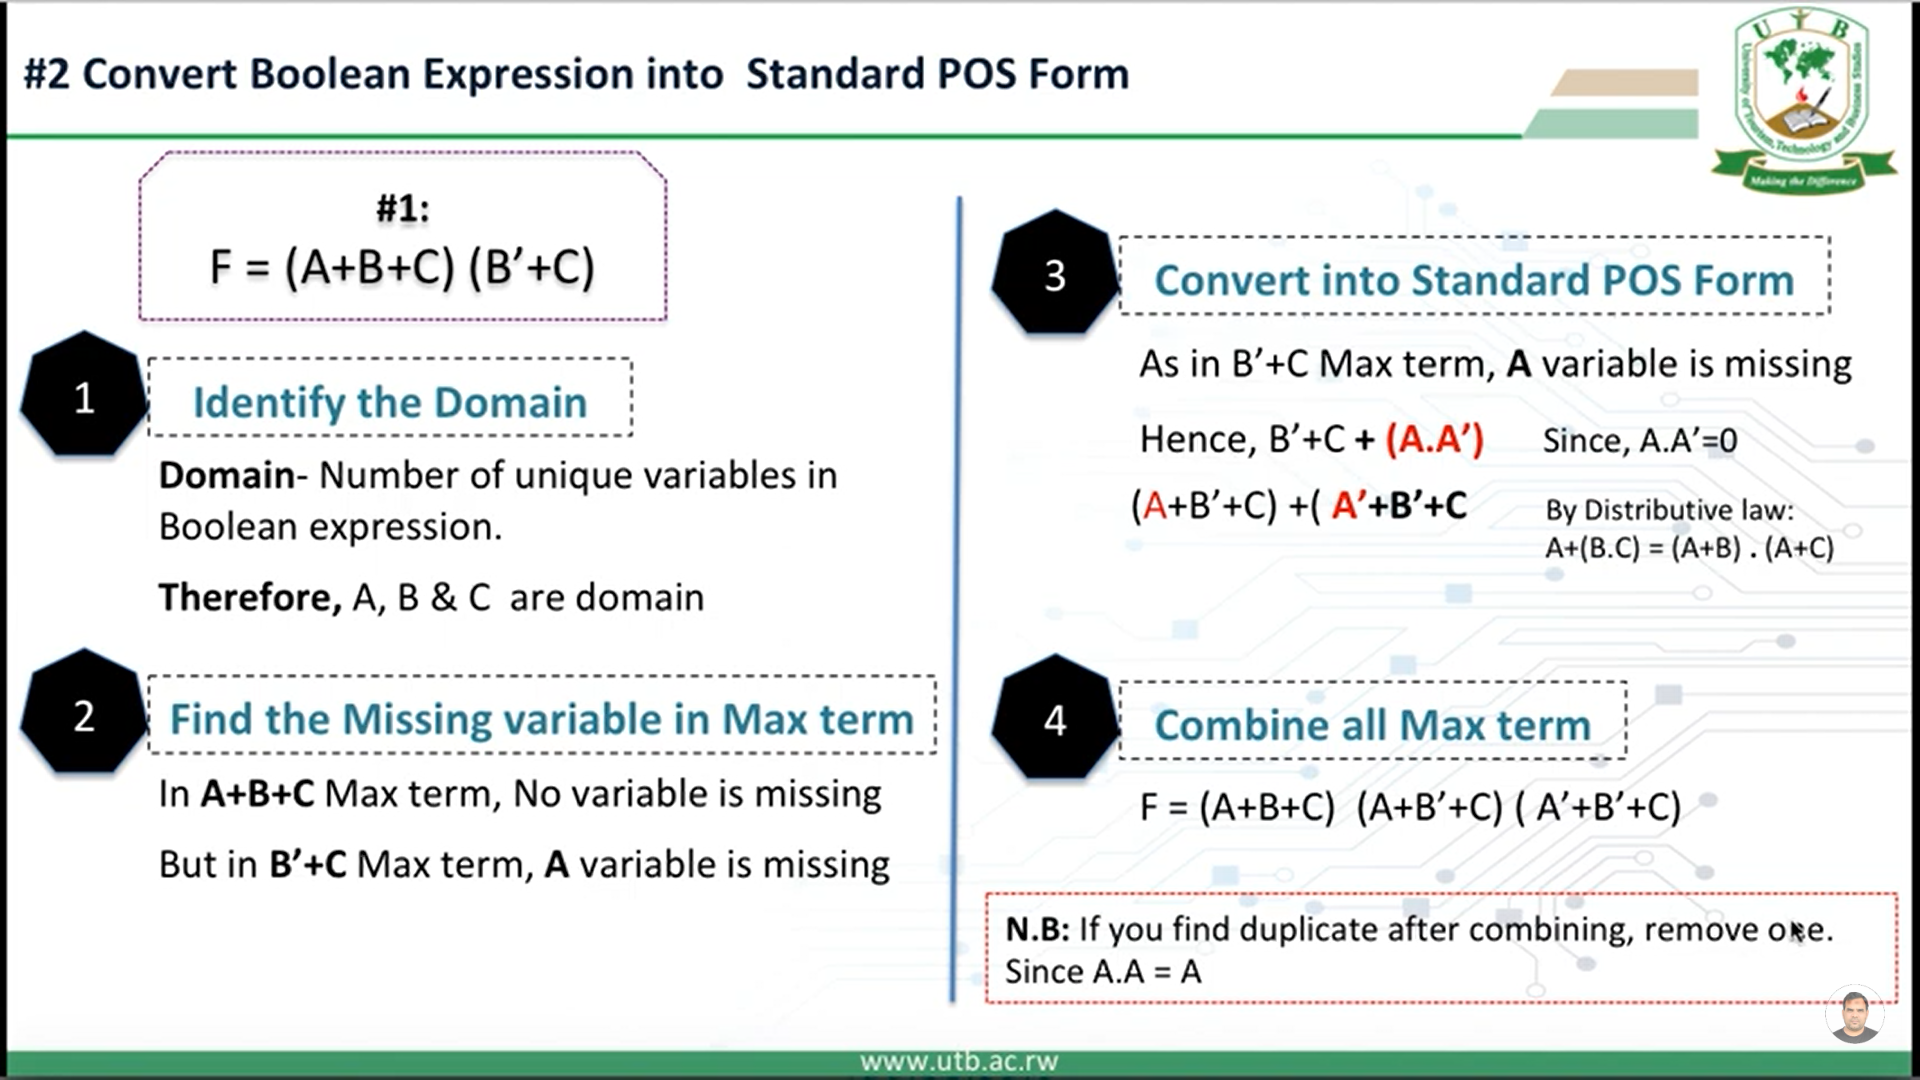 #2 Convert Boolean Expression into Standard POS Form
U T B
University of Tourism, Technology and Business Studies
Making the Difference
#1:
F = (A+B+C) (B’+C)
1
Identify the Domain
Domain- Number of unique variables in
Boolean expression.
Therefore, A, B & C are domain
2
Find the Missing variable in Max term
In A+B+C Max term, No variable is missing
But in B’+C Max term, A variable is missing
3
Convert into Standard POS Form
As in B’+C Max term, A variable is missing
Hence, B’+C + (A.A’) Since, A.A’=0
(A+B’+C) +( A’+B’+C
By Distributive law:
A+(B.C) = (A+B) . (A+C)
4
Combine all Max term
F = (A+B+C) (A+B’+C) ( A’+B’+C)
N.B: If you find duplicate after combining, remove one.
Since A.A = A
www.utb.ac.rw